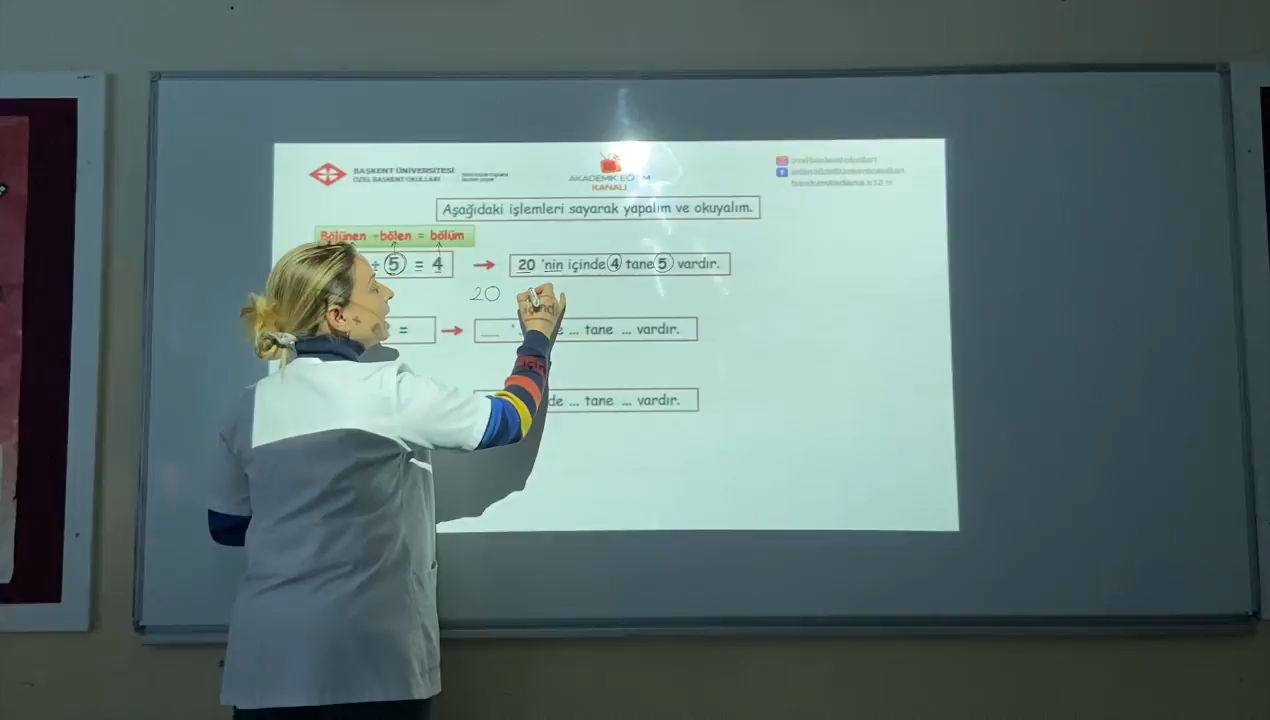 BAŞKENT ÜNİVERSİTESİ
ÖZEL BAŞKENT OKULLARI
AKADEMİK EĞİTİM
KANALI
Aşağıdaki işlemleri sayarak yapalım ve okuyalım.
Bölünen ÷bölen = bölüm
÷ 5 = 4
20 'nin içinde 4 tane 5 vardır.
20
=
___ ' e ... tane ... vardır.
de ... tane ... vardır.